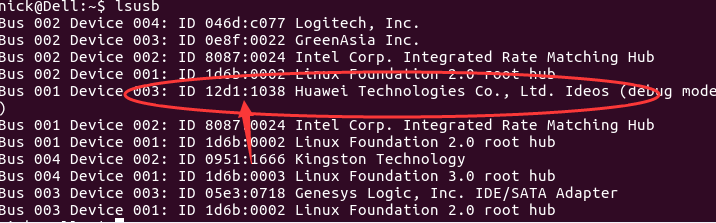 nick@Dell:~$ lsusb
Bus 002 Device 004: ID 046d:c077 Logitech, Inc.
Bus 002 Device 003: ID 0e8f:0022 GreenAsia Inc.
Bus 002 Device 002: ID 8087:0024 Intel Corp. Integrated Rate Matching Hub
Bus 002 Device 001: ID 1d6b:0002 Linux Foundation 2.0 root hub
Bus 001 Device 003: ID 12d1:1038 Huawei Technologies Co., Ltd. Ideos (debug mode
)
Bus 001 Device 002: ID 8087:0024 Intel Corp. Integrated Rate Matching Hub
Bus 001 Device 001: ID 1d6b:0002 Linux Foundation 2.0 root hub
Bus 004 Device 002: ID 0951:1666 Kingston Technology
Bus 004 Device 001: ID 1d6b:0003 Linux Foundation 3.0 root hub
Bus 003 Device 003: ID 05e3:0718 Genesys Logic, Inc. IDE/SATA Adapter
Bus 003 Device 001: ID 1d6b:0002 Linux Foundation 2.0 root hub